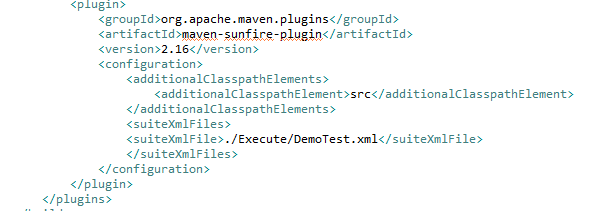 <plugin>
<groupId>org.apache.maven.plugins</groupId>
<artifactId>maven-sunfire-plugin</artifactId>
<version>2.16</version>
<configuration>
<additionalClasspathElements>
<additionalClasspathElement>src</additionalClasspathElement>
</additionalClasspathElements>
<suiteXmlFiles>
<suiteXmlFile>./Execute/DemoTest.xml</suiteXmlFile>
</suiteXmlFiles>
</configuration>
</plugin>
</plugins>